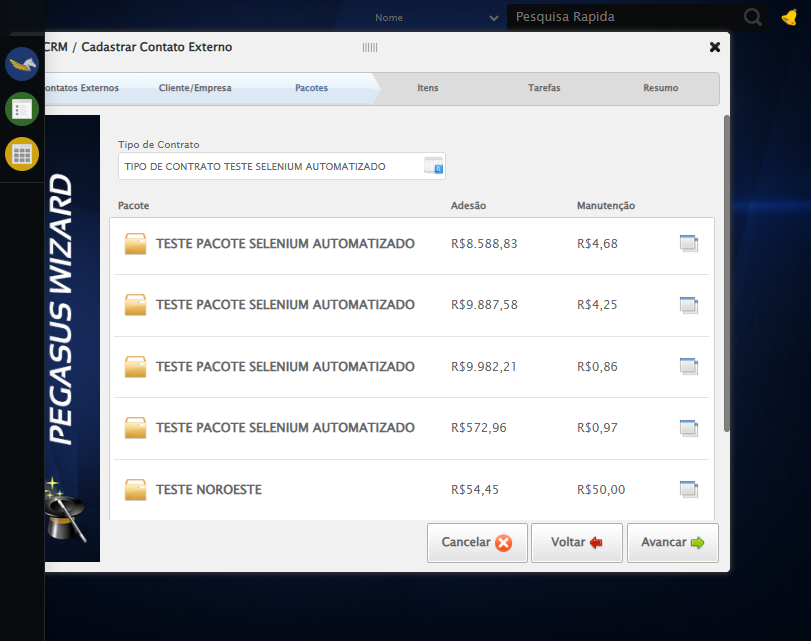 Nome
Pesquisa Rapida
CRM / Cadastrar Contato Externo
ontatos Externos
Cliente/Empresa
Pacotes
Itens
Tarefas
Resumo
PEGASUS WIZARD
Tipo de Contrato
TIPO DE CONTRATO TESTE SELENIUM AUTOMATIZADO
Pacote Adesão Manutenção
TESTE PACOTE SELENIUM AUTOMATIZADO R$8.588,83 R$4,68
TESTE PACOTE SELENIUM AUTOMATIZADO R$9.887,58 R$4,25
TESTE PACOTE SELENIUM AUTOMATIZADO R$9.982,21 R$0,86
TESTE PACOTE SELENIUM AUTOMATIZADO R$572,96 R$0,97
TESTE NOROESTE R$54,45 R$50,00
Cancelar
Voltar
Avancar